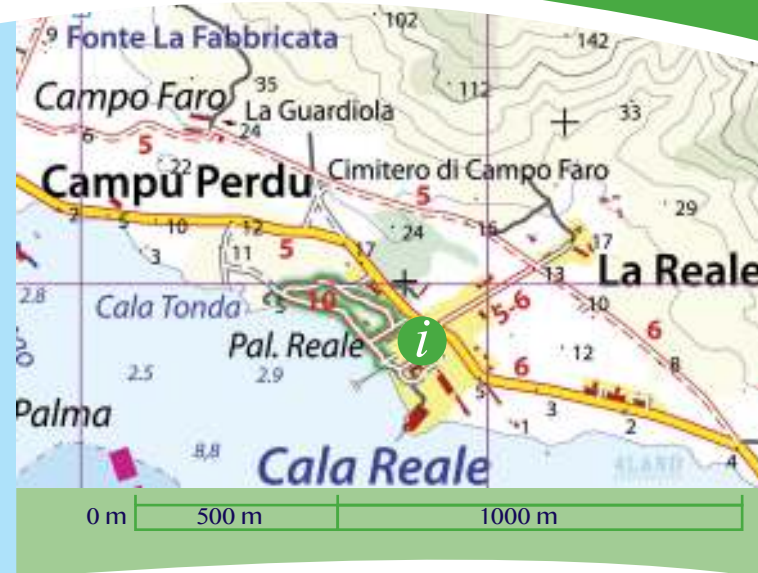 102
9
Fonte La Fabbricata
142
35
112
Campo Faro
La Guardiola
33
24
6
5
22
Cimitero di Campo Faro
Campu Perdu
5
29
7
5
10
12
24
16
17
5
17
3
11
13
La Reale
2.8
10
5-6
Cala Tonda
5
10
6
Pal. Reale
i
12
8
2.5
2.9
6
5
3
Palma
1
2
8,8
Cala Reale
4LAND
4
0 m
500 m
1000 m